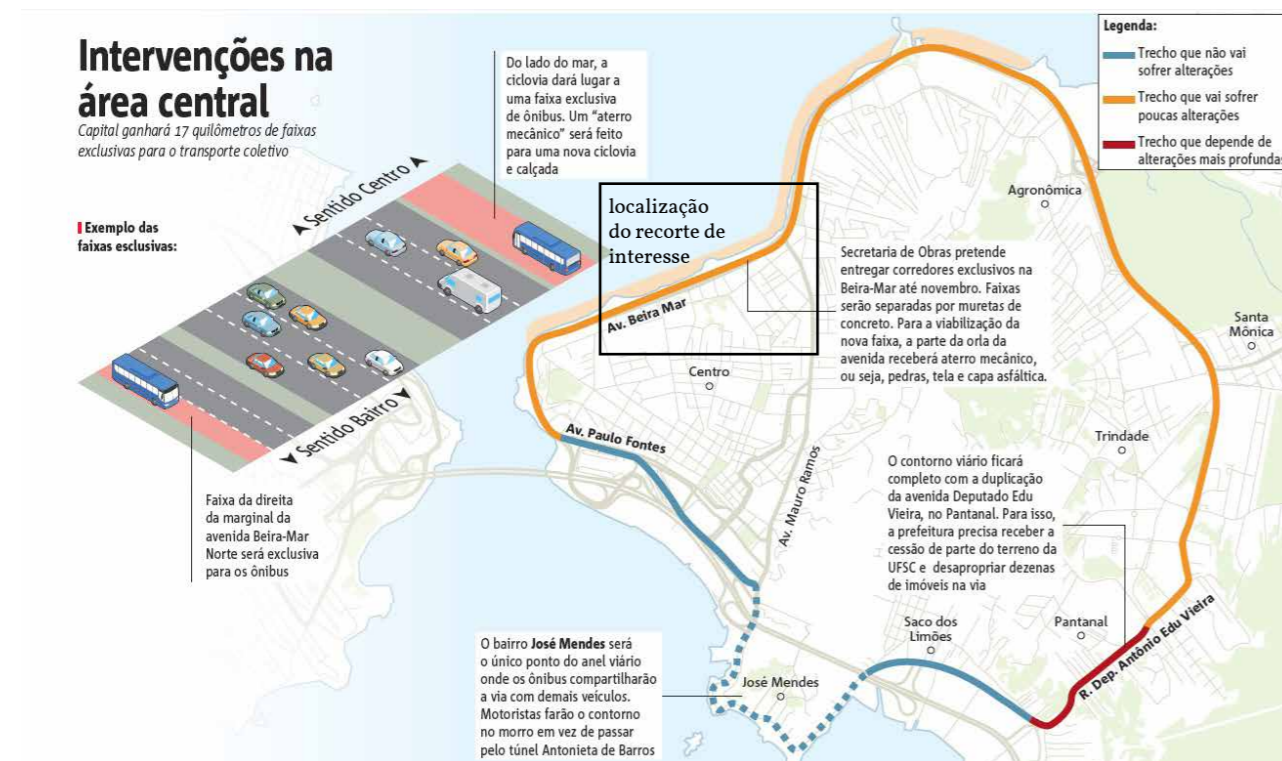 Intervenções na
área central
Capital ganhará 17 quilômetros de faixas
exclusivas para o transporte coletivo
Exemplo das
faixas esclusivas:
Sentido Centro
Sentido Bairro
Do lado do mar, a
ciclovia dará lugar a
uma faixa exclusiva
de ônibus. Um “aterro
mecânico” será feito
para uma nova ciclovia
e calçada
Faixa da direita
da marginal da
avenida Beira-Mar
Norte será exclusiva
para os ônibus
localização
do recorte de
interesse
Legenda:
Trecho que não vai
sofrer alterações
Trecho que vai sofrer
poucas alterações
Trecho que depende de
alterações mais profundas
Agronômica
Secretaria de Obras pretende
entregar corredores exclusivos na
Beira-Mar até novembro. Faixas
serão separadas por muretas de
concreto. Para a viabilização da
nova faixa, a parte da orla da
avenida receberá aterro mecânico,
ou seja, pedras, tela e capa asfáltica.
Santa
Mônica
Av. Beira Mar
Centro
Av. Paulo Fontes
Av. Mauro Ramos
Trindade
O contorno viário ficará
completo com a duplicação
da avenida Deputado Edu
Vieira, no Pantanal. Para isso,
a prefeitura precisa receber a
cessão de parte do terreno da
UFSC e desapropriar dezenas
de imóveis na via
Saco dos
Limões
Pantanal
R. Dep. Antônio Edu Vieira
O bairro José Mendes será
o único ponto do anel viário
onde os ônibus compartilharão
a via com demais veículos.
Motoristas farão o contorno
no morro em vez de passar
pelo túnel Antonieta de Barros
José Mendes